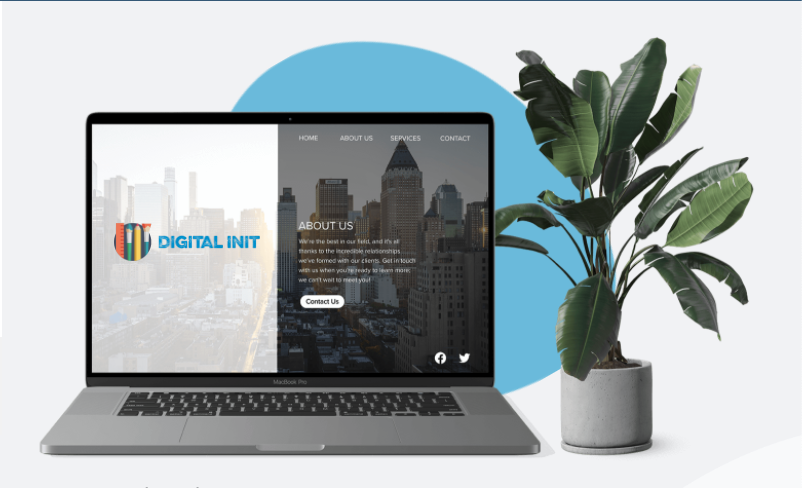 HOME ABOUT US SERVICES CONTACT
DIGITAL INIT
ABOUT US
We're the best in our field, and it's all
thanks to the incredible relationships
we've formed with our clients. Get in touch
with us when you're ready to learn more,
we can't wait to meet you!
Contact Us
MacBook Pro